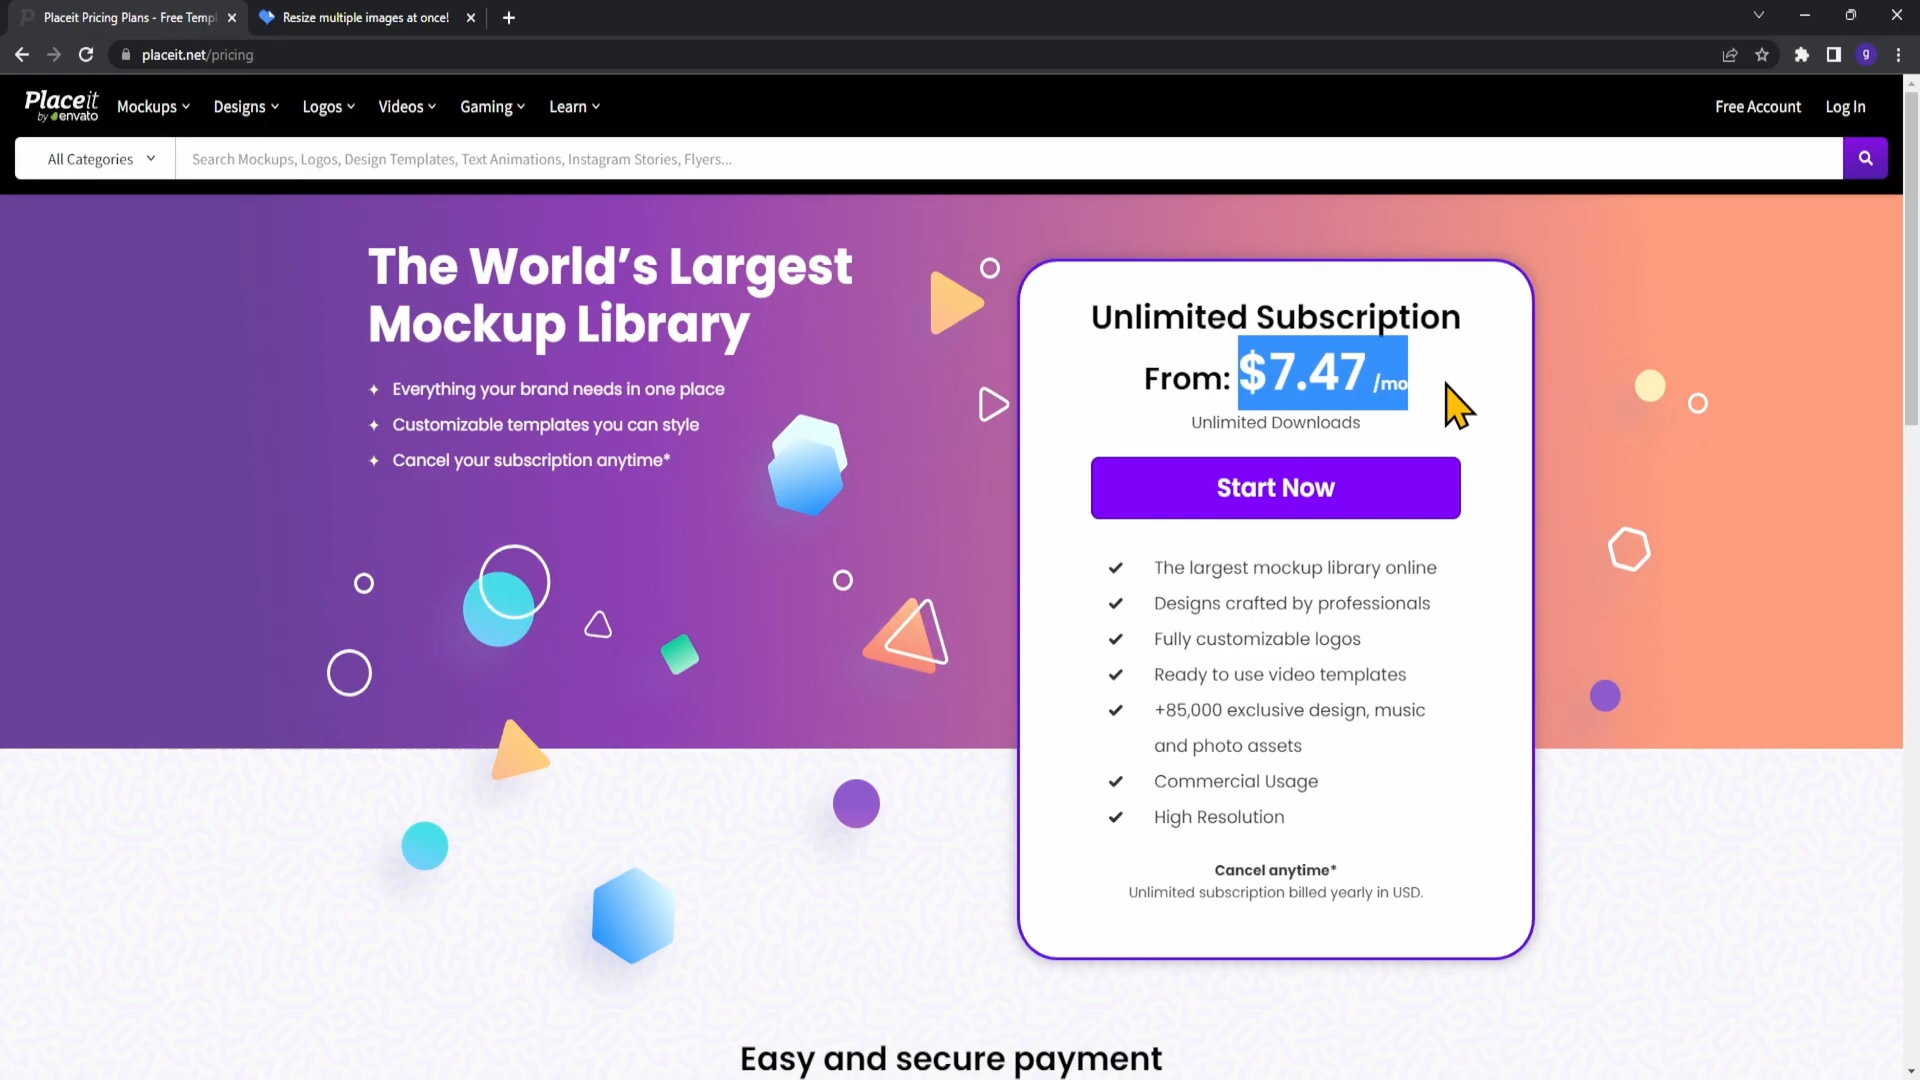 Placeit Pricing Plans - Free Templ
Resize multiple images at once!
placeit.net/pricing
g
Placeit
by envato
Mockups
Designs
Logos
Videos
Gaming
Learn
Free Account
Log In
All Categories
Search Mockups, Logos, Design Templates, Text Animations, Instagram Stories, Flyers...
The World's Largest
Mockup Library
Everything your brand needs in one place
Customizable templates you can style
Cancel your subscription anytime*
Unlimited Subscription
From: $7.47 /mo
Unlimited Downloads
Start Now
The largest mockup library online
Designs crafted by professionals
Fully customizable logos
Ready to use video templates
+85,000 exclusive design, music
and photo assets
Commercial Usage
High Resolution
Cancel anytime*
Unlimited subscription billed yearly in USD.
Easy and secure payment